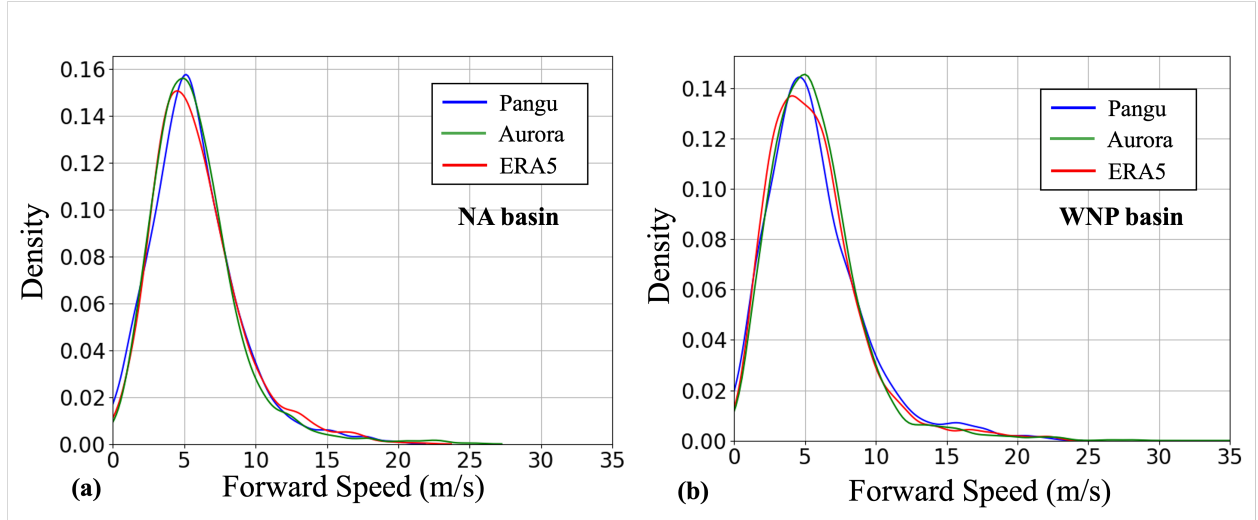 0.16
0.14
0.12
0.10
0.08
0.06
0.04
0.02
0.00
Density
Pangu
Aurora
ERA5
NA basin
0 5 10 15 20 25 30 35
(a) Forward Speed (m/s)
0.14
0.12
0.10
0.08
0.06
0.04
0.02
0.00
Density
Pangu
Aurora
ERA5
WNP basin
0 5 10 15 20 25 30 35
(b) Forward Speed (m/s)